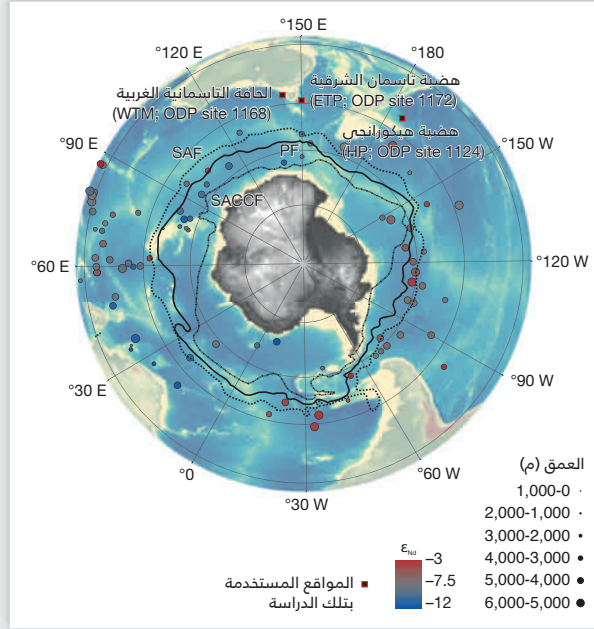 °150 E
°120 E
°180
هضبة تاسمان الشرقية
(ETP; ODP site 1172)
الحافة التاسمانية الغربية
(WTM; ODP site 1168)
هضبة هيكورانجي
(HP; ODP site 1124)
°90 E
°150 W
SAF
PF
SACCF
°60 E
°120 W
°30 E
°90 W
°0
°60 W
°30 W
العمق (م)
1,000-0
2,000-1,000
3,000-2,000
4,000-3,000
5,000-4,000
6,000-5,000
εNd
−3
−7.5
−12
المواقع المستخدمة
بتلك الدراسة